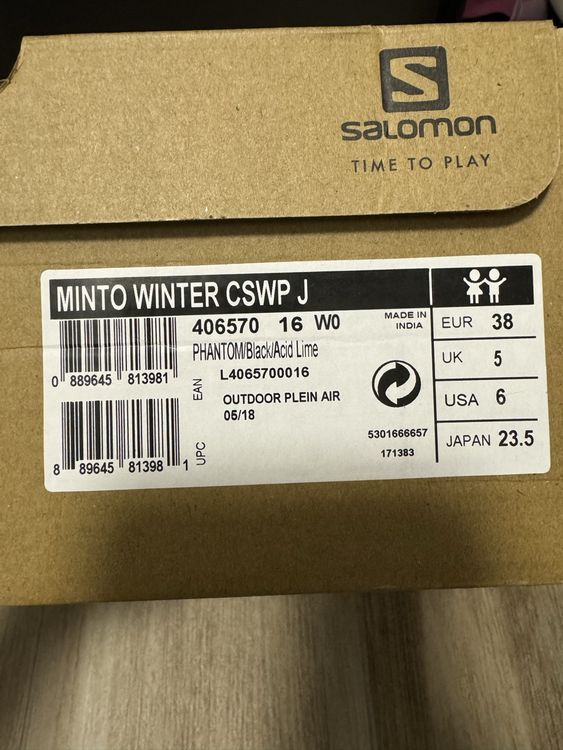 S
SALOMON
TIME TO PLAY
MINTO WINTER CSWP J
406570 16 W0
MADE IN
INDIA
PHANTOM/Black/Acid Lime
L4065700016
EAN
0 889645 813981
OUTDOOR PLEIN AIR
05/18
UPC
8 89645 81398 1
5301666657
171383
EUR 38
UK 5
USA 6
JAPAN 23.5